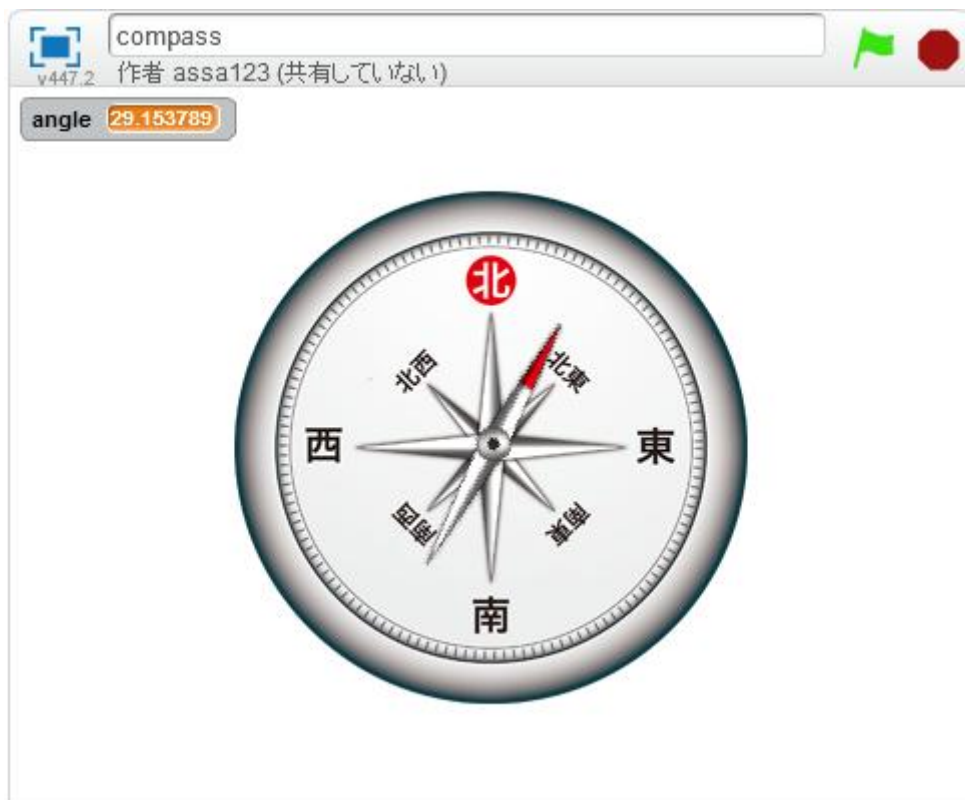 compass
v447.2
作者 assa123 (共有していない)
angle 29.153789
北
北西
北東
西
東
南西
南東
南